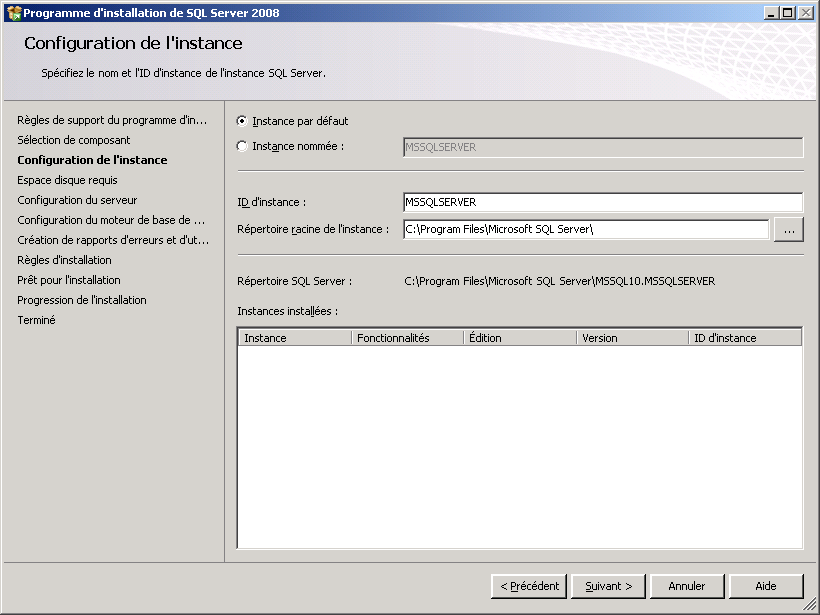 Programme d'installation de SQL Server 2008
Configuration de l'instance
Spécifiez le nom et l'ID d'instance de l'instance SQL Server.
Règles de support du programme d'in...
Sélection de composant
Configuration de l'instance
Espace disque requis
Configuration du serveur
Configuration du moteur de base de ...
Création de rapports d'erreurs et d'ut...
Règles d'installation
Prêt pour l'installation
Progression de l'installation
Terminé
Instance par défaut
Instance nommée : MSSQLSERVER
ID d'instance : MSSQLSERVER
Répertoire racine de l'instance : C:\Program Files\Microsoft SQL Server\ ...
Répertoire SQL Server : C:\Program Files\Microsoft SQL Server\MSSQL10.MSSQLSERVER
Instances installées :
Instance Fonctionnalités Édition Version ID d'instance
< Précédent Suivant > Annuler Aide